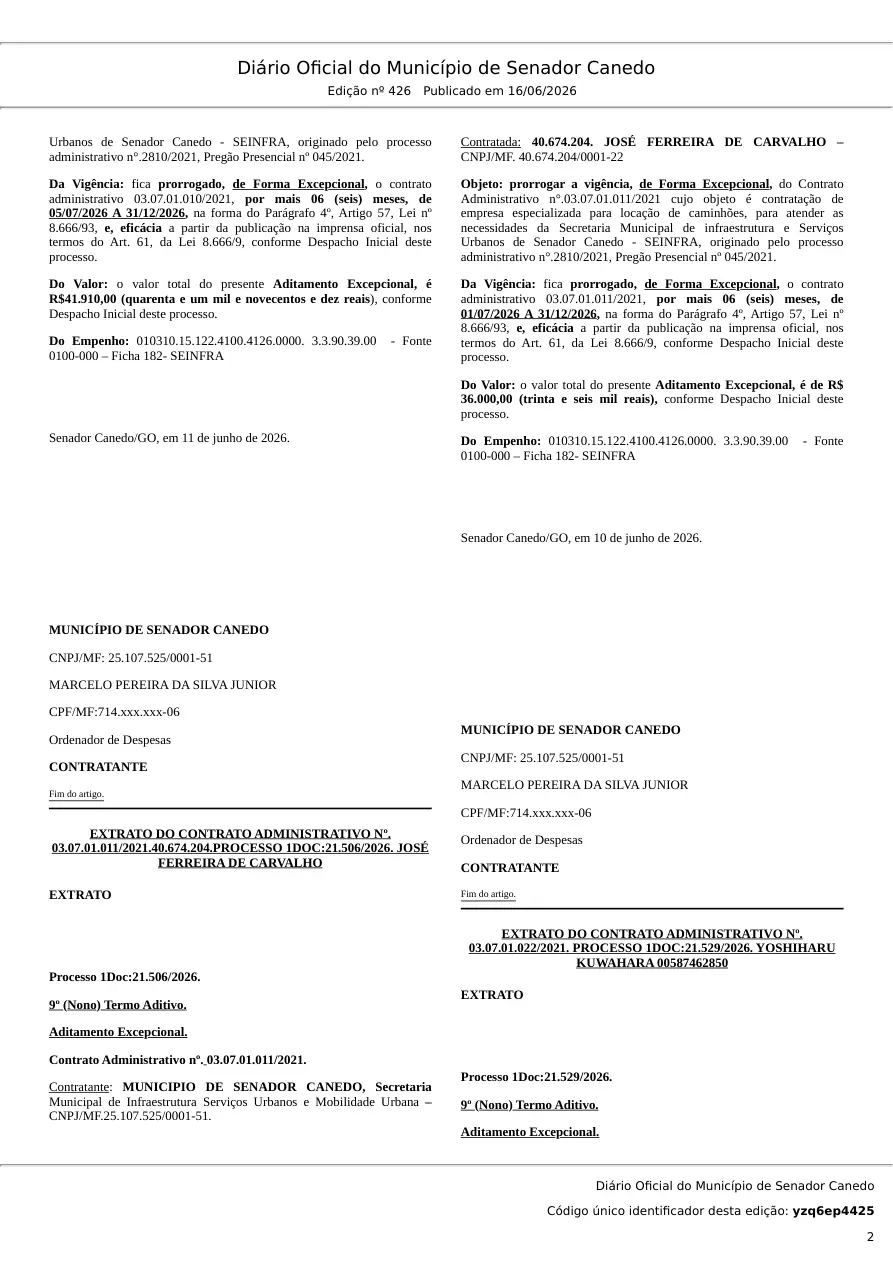 Diário Oficial do Município de Senador Canedo
Edição nº 426   Publicado em 16/06/2026
Urbanos de Senador Canedo - SEINFRA, originado pelo processo
administrativo n°.2810/2021, Pregão Presencial nº 045/2021.
Da Vigência: fica prorrogado, de Forma Excepcional, o contrato
administrativo 03.07.01.010/2021, por mais 06 (seis) meses, de
05/07/2026 A 31/12/2026, na forma do Parágrafo 4º, Artigo 57, Lei nº
8.666/93, e, eficácia a partir da publicação na imprensa oficial, nos
termos do Art. 61, da Lei 8.666/9, conforme Despacho Inicial deste
processo.
Do Valor: o valor total do presente Aditamento Excepcional, é
R$41.910,00 (quarenta e um mil e novecentos e dez reais), conforme
Despacho Inicial deste processo.
Do Empenho: 010310.15.122.4100.4126.0000. 3.3.90.39.00 - Fonte
0100-000 – Ficha 182- SEINFRA
Senador Canedo/GO, em 11 de junho de 2026.
MUNICÍPIO DE SENADOR CANEDO
CNPJ/MF: 25.107.525/0001-51
MARCELO PEREIRA DA SILVA JUNIOR
CPF/MF:714.xxx.xxx-06
Ordenador de Despesas
CONTRATANTE
Fim do artigo.
EXTRATO DO CONTRATO ADMINISTRATIVO Nº.
03.07.01.011/2021.40.674.204.PROCESSO 1DOC:21.506/2026. JOSÉ
FERREIRA DE CARVALHO
EXTRATO
Processo 1Doc:21.506/2026.
9º (Nono) Termo Aditivo.
Aditamento Excepcional.
Contrato Administrativo nº. 03.07.01.011/2021.
Contratante: MUNICIPIO DE SENADOR CANEDO, Secretaria
Municipal de Infraestrutura Serviços Urbanos e Mobilidade Urbana –
CNPJ/MF.25.107.525/0001-51.
Contratada: 40.674.204. JOSÉ FERREIRA DE CARVALHO –
CNPJ/MF. 40.674.204/0001-22
Objeto: prorrogar a vigência, de Forma Excepcional, do Contrato
Administrativo n°.03.07.01.011/2021 cujo objeto é contratação de
empresa especializada para locação de caminhões, para atender as
necessidades da Secretaria Municipal de infraestrutura e Serviços
Urbanos de Senador Canedo - SEINFRA, originado pelo processo
administrativo n°.2810/2021, Pregão Presencial nº 045/2021.
Da Vigência: fica prorrogado, de Forma Excepcional, o contrato
administrativo 03.07.01.011/2021, por mais 06 (seis) meses, de
01/07/2026 A 31/12/2026, na forma do Parágrafo 4º, Artigo 57, Lei nº
8.666/93, e, eficácia a partir da publicação na imprensa oficial, nos
termos do Art. 61, da Lei 8.666/9, conforme Despacho Inicial deste
processo.
Do Valor: o valor total do presente Aditamento Excepcional, é de R$
36.000,00 (trinta e seis mil reais), conforme Despacho Inicial deste
processo.
Do Empenho: 010310.15.122.4100.4126.0000. 3.3.90.39.00 - Fonte
0100-000 – Ficha 182- SEINFRA
Senador Canedo/GO, em 10 de junho de 2026.
MUNICÍPIO DE SENADOR CANEDO
CNPJ/MF: 25.107.525/0001-51
MARCELO PEREIRA DA SILVA JUNIOR
CPF/MF:714.xxx.xxx-06
Ordenador de Despesas
CONTRATANTE
Fim do artigo.
EXTRATO DO CONTRATO ADMINISTRATIVO Nº.
03.07.01.022/2021. PROCESSO 1DOC:21.529/2026. YOSHIHARU
KUWAHARA 00587462850
EXTRATO
Processo 1Doc:21.529/2026.
9º (Nono) Termo Aditivo.
Aditamento Excepcional.
Diário Oficial do Município de Senador Canedo
Código único identificador desta edição: yzq6ep4425
2